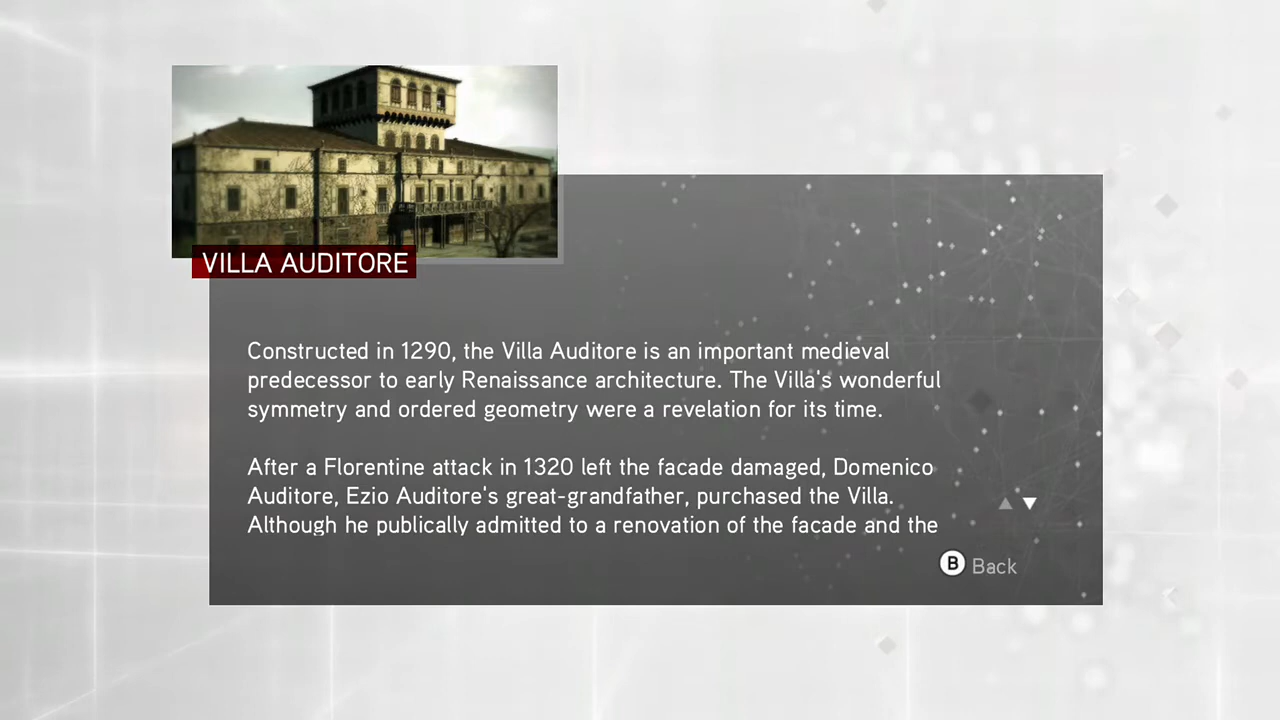 VILLA AUDITORE
Constructed in 1290, the Villa Auditore is an important medieval
predecessor to early Renaissance architecture. The Villa's wonderful
symmetry and ordered geometry were a revelation for its time.
After a Florentine attack in 1320 left the facade damaged, Domenico
Auditore, Ezio Auditore's great-grandfather, purchased the Villa.
Although he publically admitted to a renovation of the facade and the
B Back